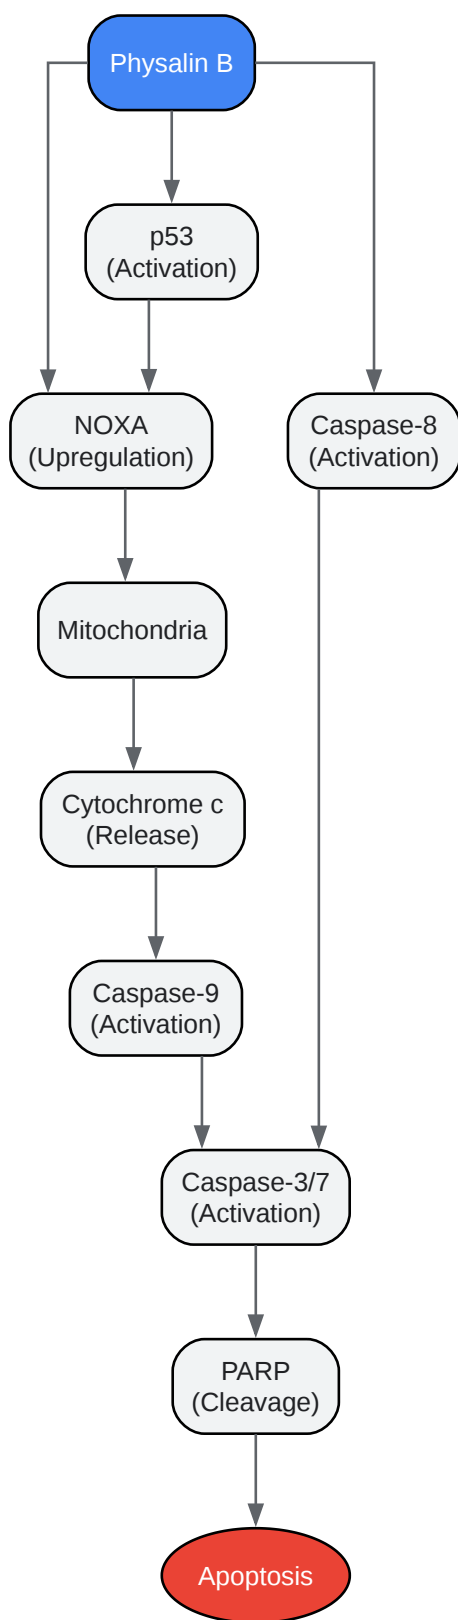 Physalin B
p53
(Activation)
NOXA
(Upregulation)
Caspase-8
(Activation)
Mitochondria
Cytochrome c
(Release)
Caspase-9
(Activation)
Caspase-3/7
(Activation)
PARP
(Cleavage)
Apoptosis